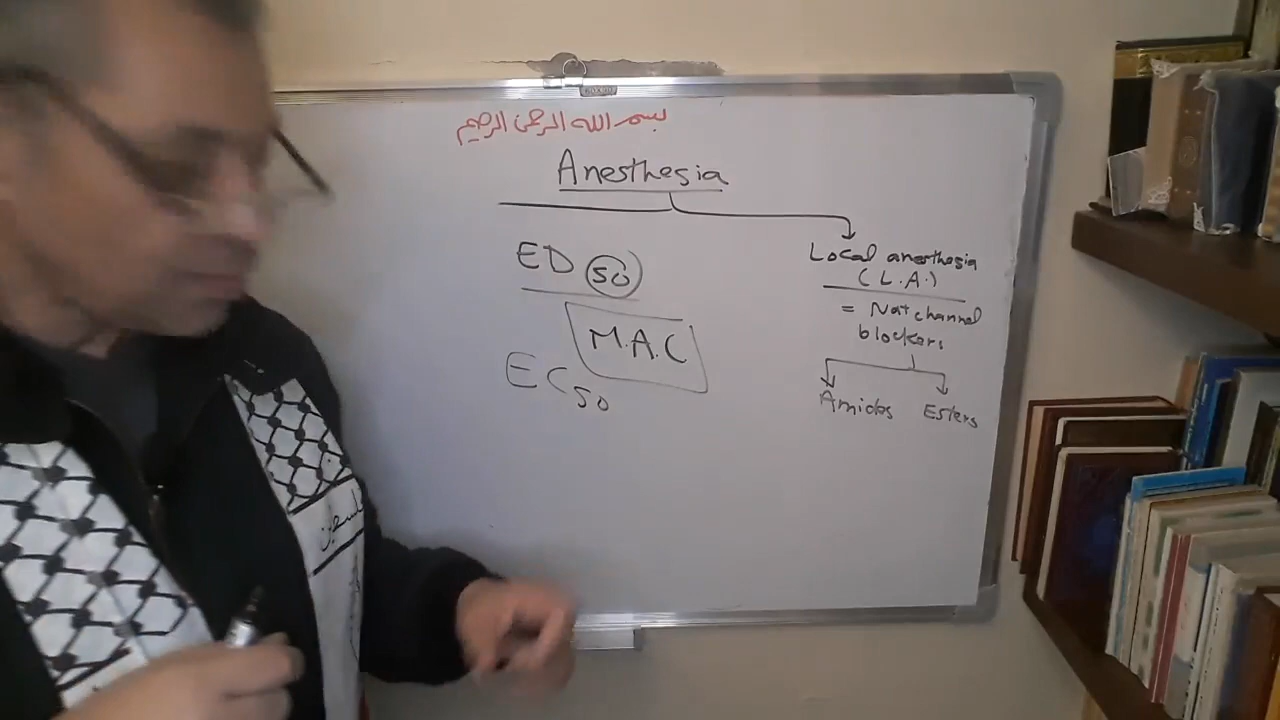 بسم الله الرحمن الرحيم
Anesthesia
ED 50
M.A.C
EC50
Local anesthesia
(L.A.)
= Na+ channel
blockers
Amides Esters